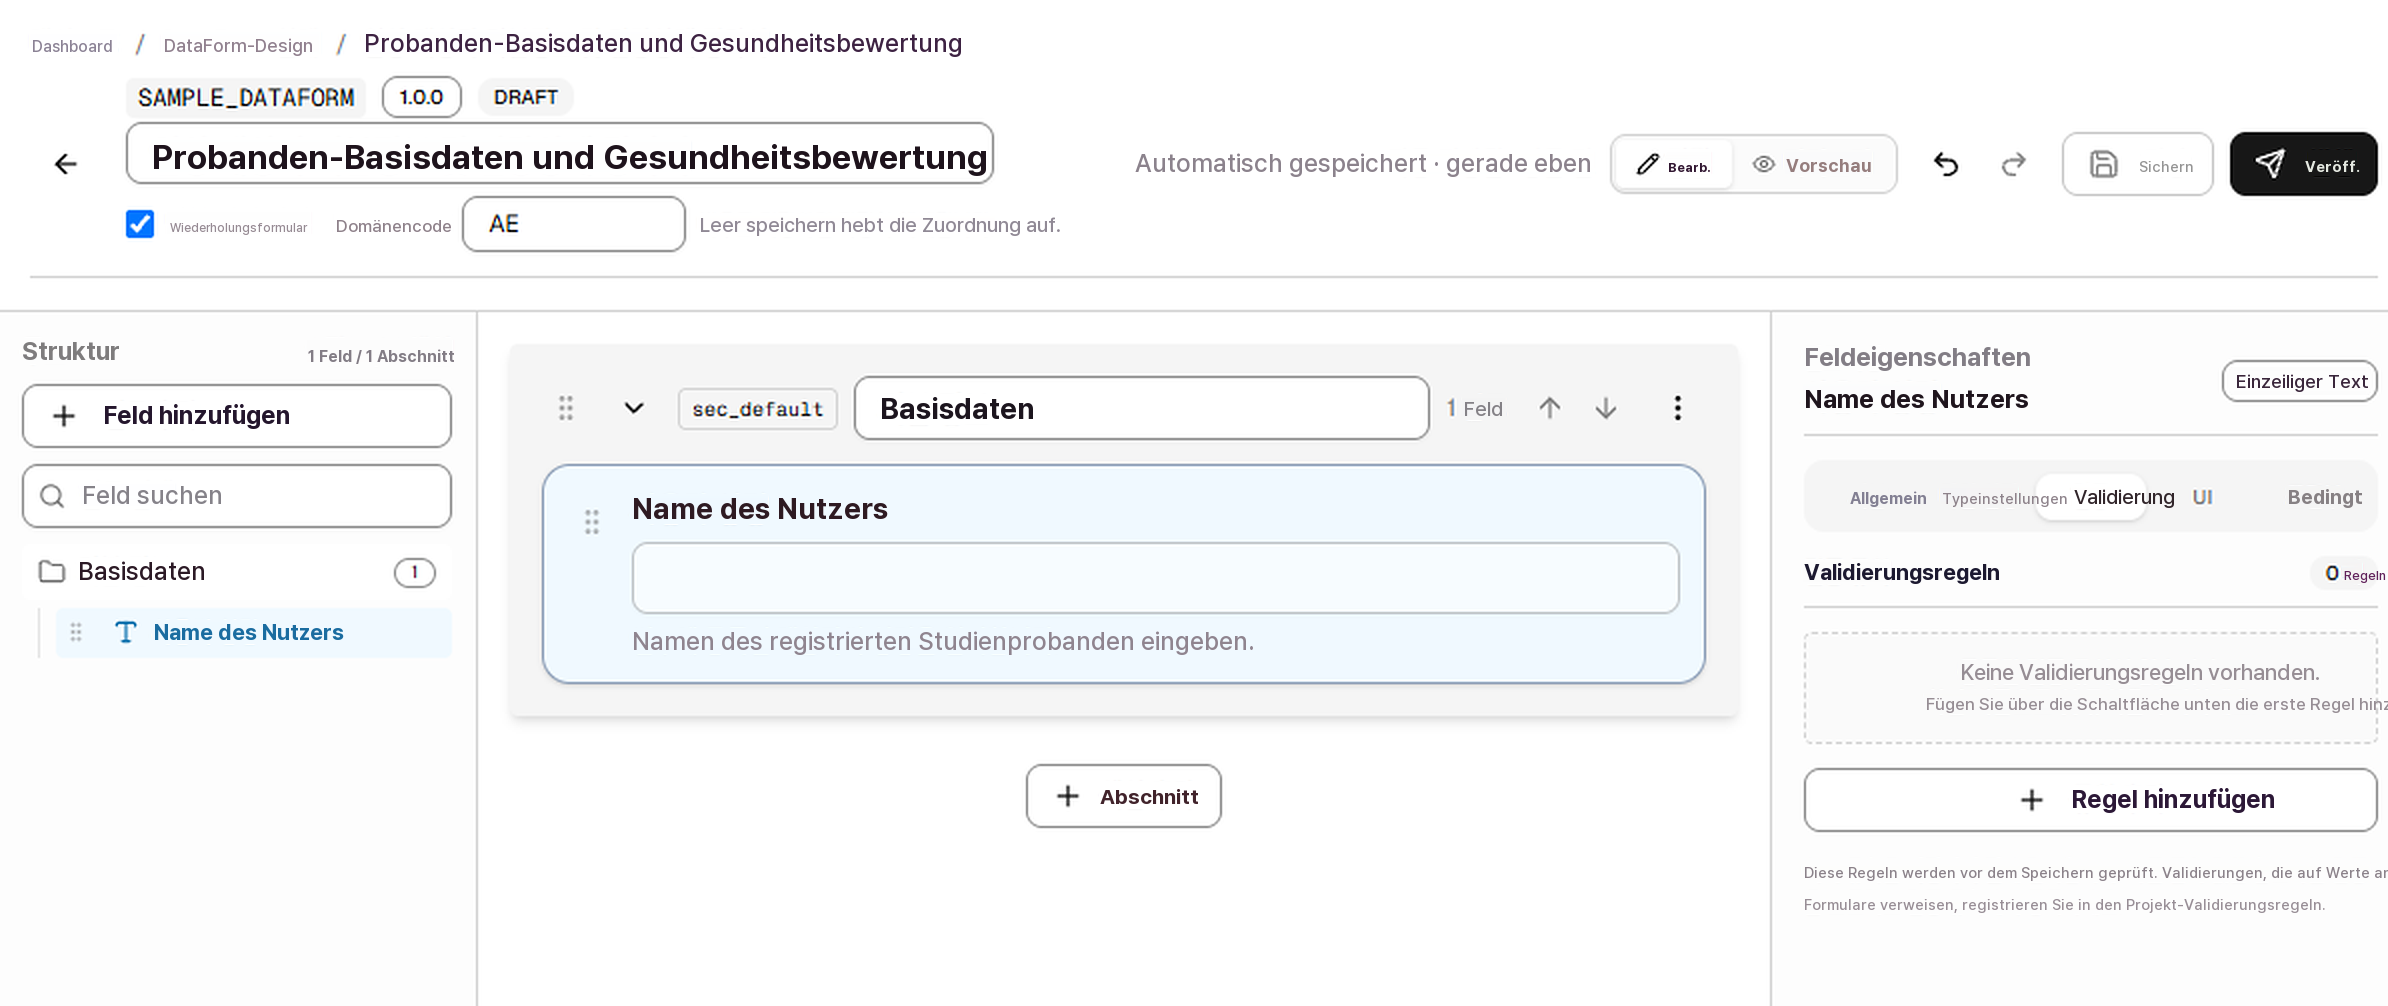 Dashboard / DataForm-Design / Probanden-Basisdaten und Gesundheitsbewertung
SAMPLE_DATAFORM 1.0.0 DRAFT
Probanden-Basisdaten und Gesundheitsbewertung
Automatisch gespeichert · gerade eben
Bearb. Vorschau
Sichern
Veröff.
Wiederholungsformular Domänencode AE Leer speichern hebt die Zuordnung auf.
Struktur 1 Feld / 1 Abschnitt
Feld hinzufügen
Feld suchen
Basisdaten 1
Name des Nutzers
sec_default Basisdaten 1 Feld
Name des Nutzers
Namen des registrierten Studienprobanden eingeben.
Abschnitt
Feldeigenschaften
Name des Nutzers
Einzeiliger Text
Allgemein Typeinstellungen Validierung UI Bedingt
Validierungsregeln 0 Regeln
Keine Validierungsregeln vorhanden.
Fügen Sie über die Schaltfläche unten die erste Regel
Regel hinzufügen
Diese Regeln werden vor dem Speichern geprüft. Validierungen, die auf Werte
Formulare verweisen, registrieren Sie in den Projekt-Validierungsregeln.